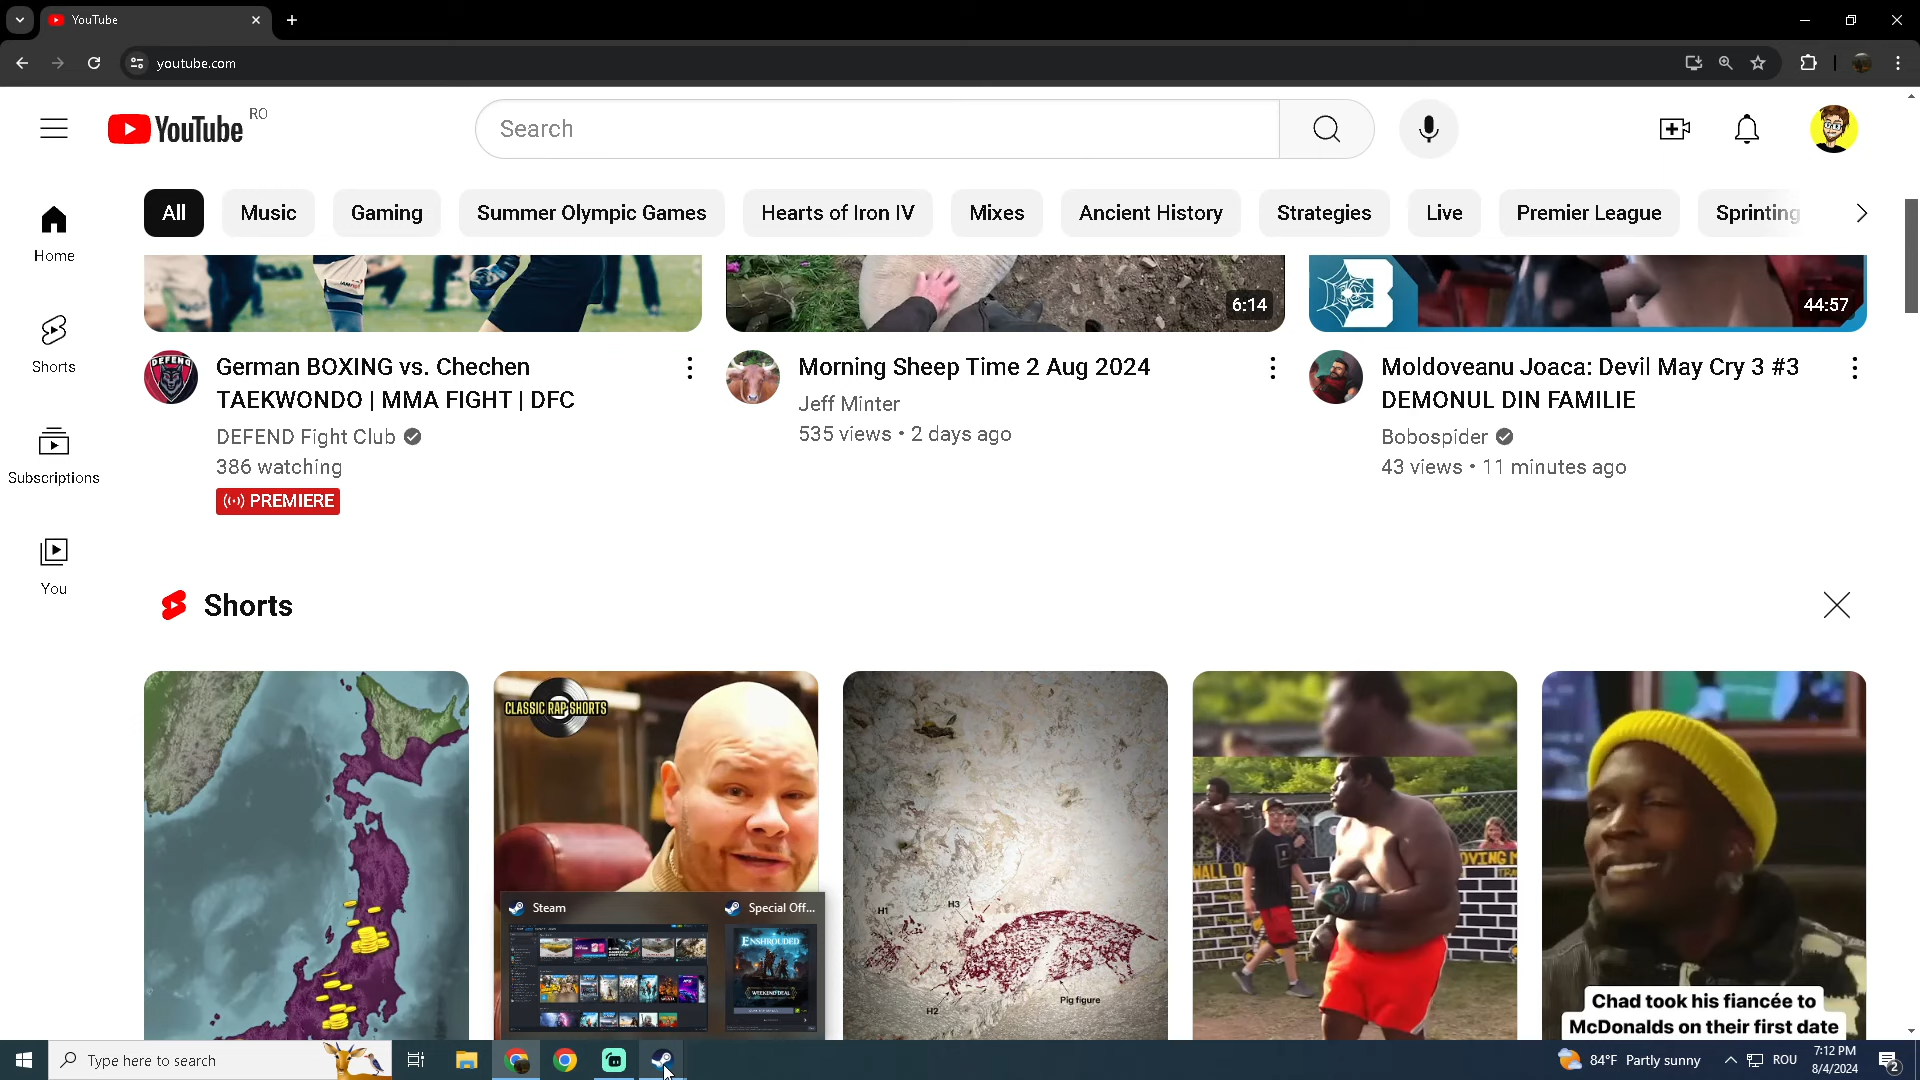 YouTube
youtube.com
YouTube RO
Search
All
Music
Gaming
Summer Olympic Games
Hearts of Iron IV
Mixes
Ancient History
Strategies
Live
Premier League
Sprinting
Home
Shorts
Subscriptions
You
6:14
44:57
DEFEND
German BOXING vs. Chechen
TAEKWONDO | MMA FIGHT | DFC
DEFEND Fight Club
386 watching
PREMIERE
Morning Sheep Time 2 Aug 2024
Jeff Minter
535 views • 2 days ago
Moldoveanu Joaca: Devil May Cry 3 #3
DEMONUL DIN FAMILIE
Bobospider
43 views • 11 minutes ago
Shorts
CLASSIC RAP SHORTS
Steam
Special Off...
ENSHROUDED
WEEKEND DEAL
H1
H3
H2
Pig figure
Chad took his fiancée to
McDonalds on their first date
Type here to search
84°F Partly sunny
ROU
7:12 PM
8/4/2024
2